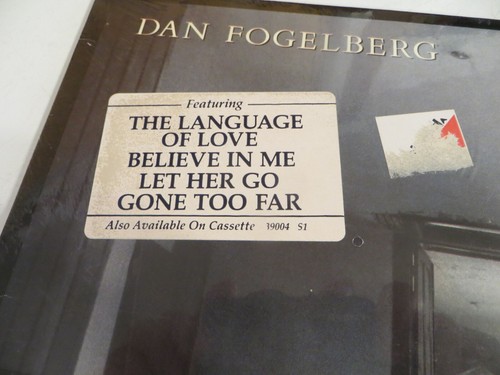 DAN FOGELBERG
Featuring
THE LANGUAGE
OF LOVE
BELIEVE IN ME
LET HER GO
GONE TOO FAR
Also Available On Cassette 39004 S1